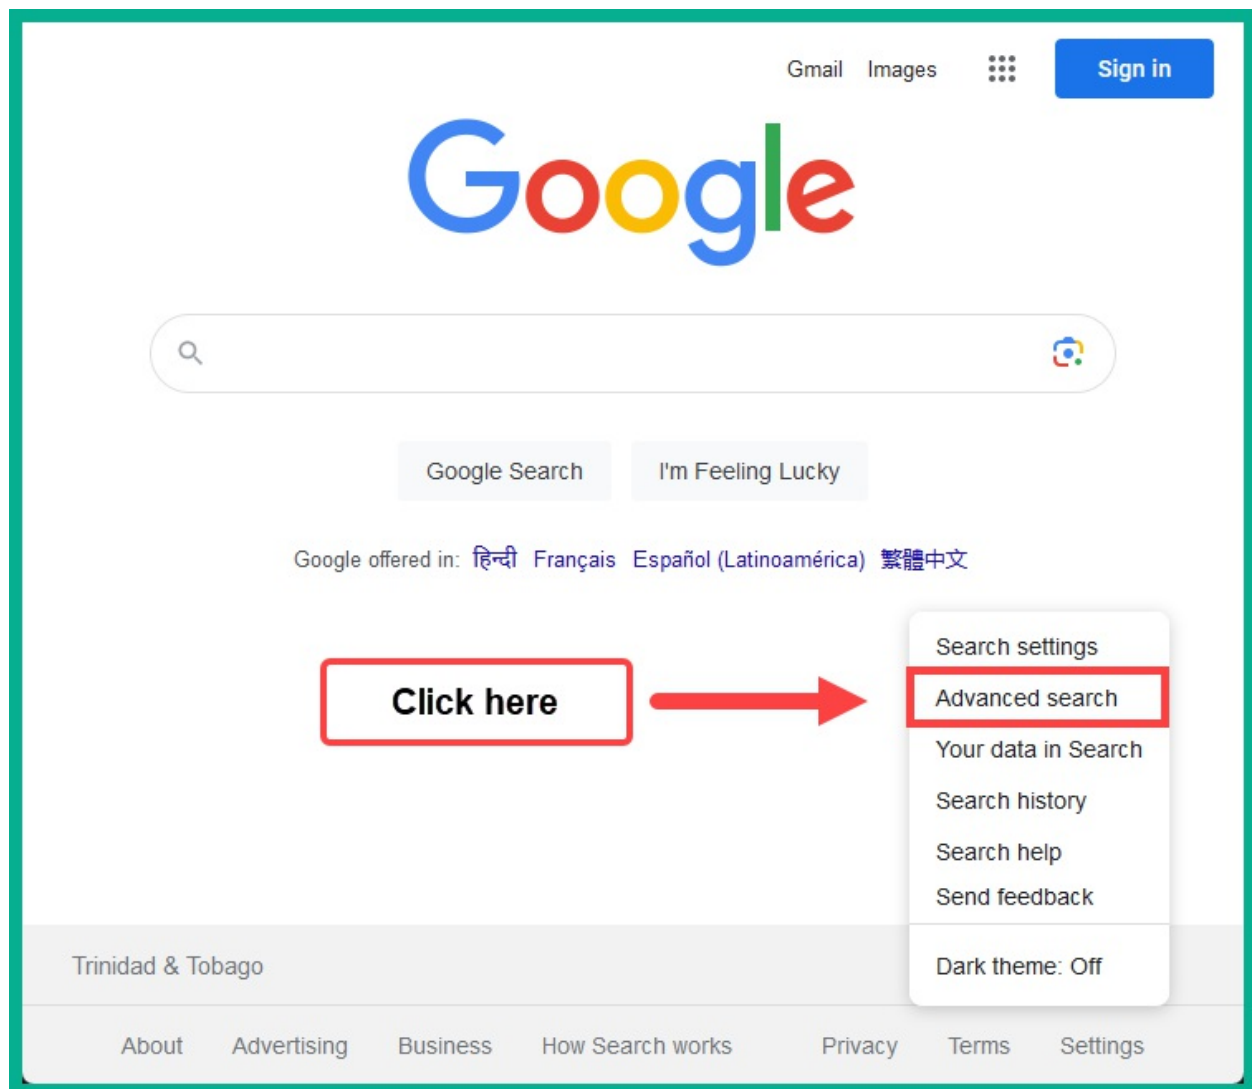 Gmail Images Sign in
Google
Google Search I'm Feeling Lucky
Google offered in: हिन्दी Français Español (Latinoamérica) 繁體中文
Search settings
Click here
Advanced search
Your data in Search
Search history
Search help
Send feedback
Trinidad & Tobago
Dark theme: Off
About Advertising Business How Search works Privacy Terms Settings